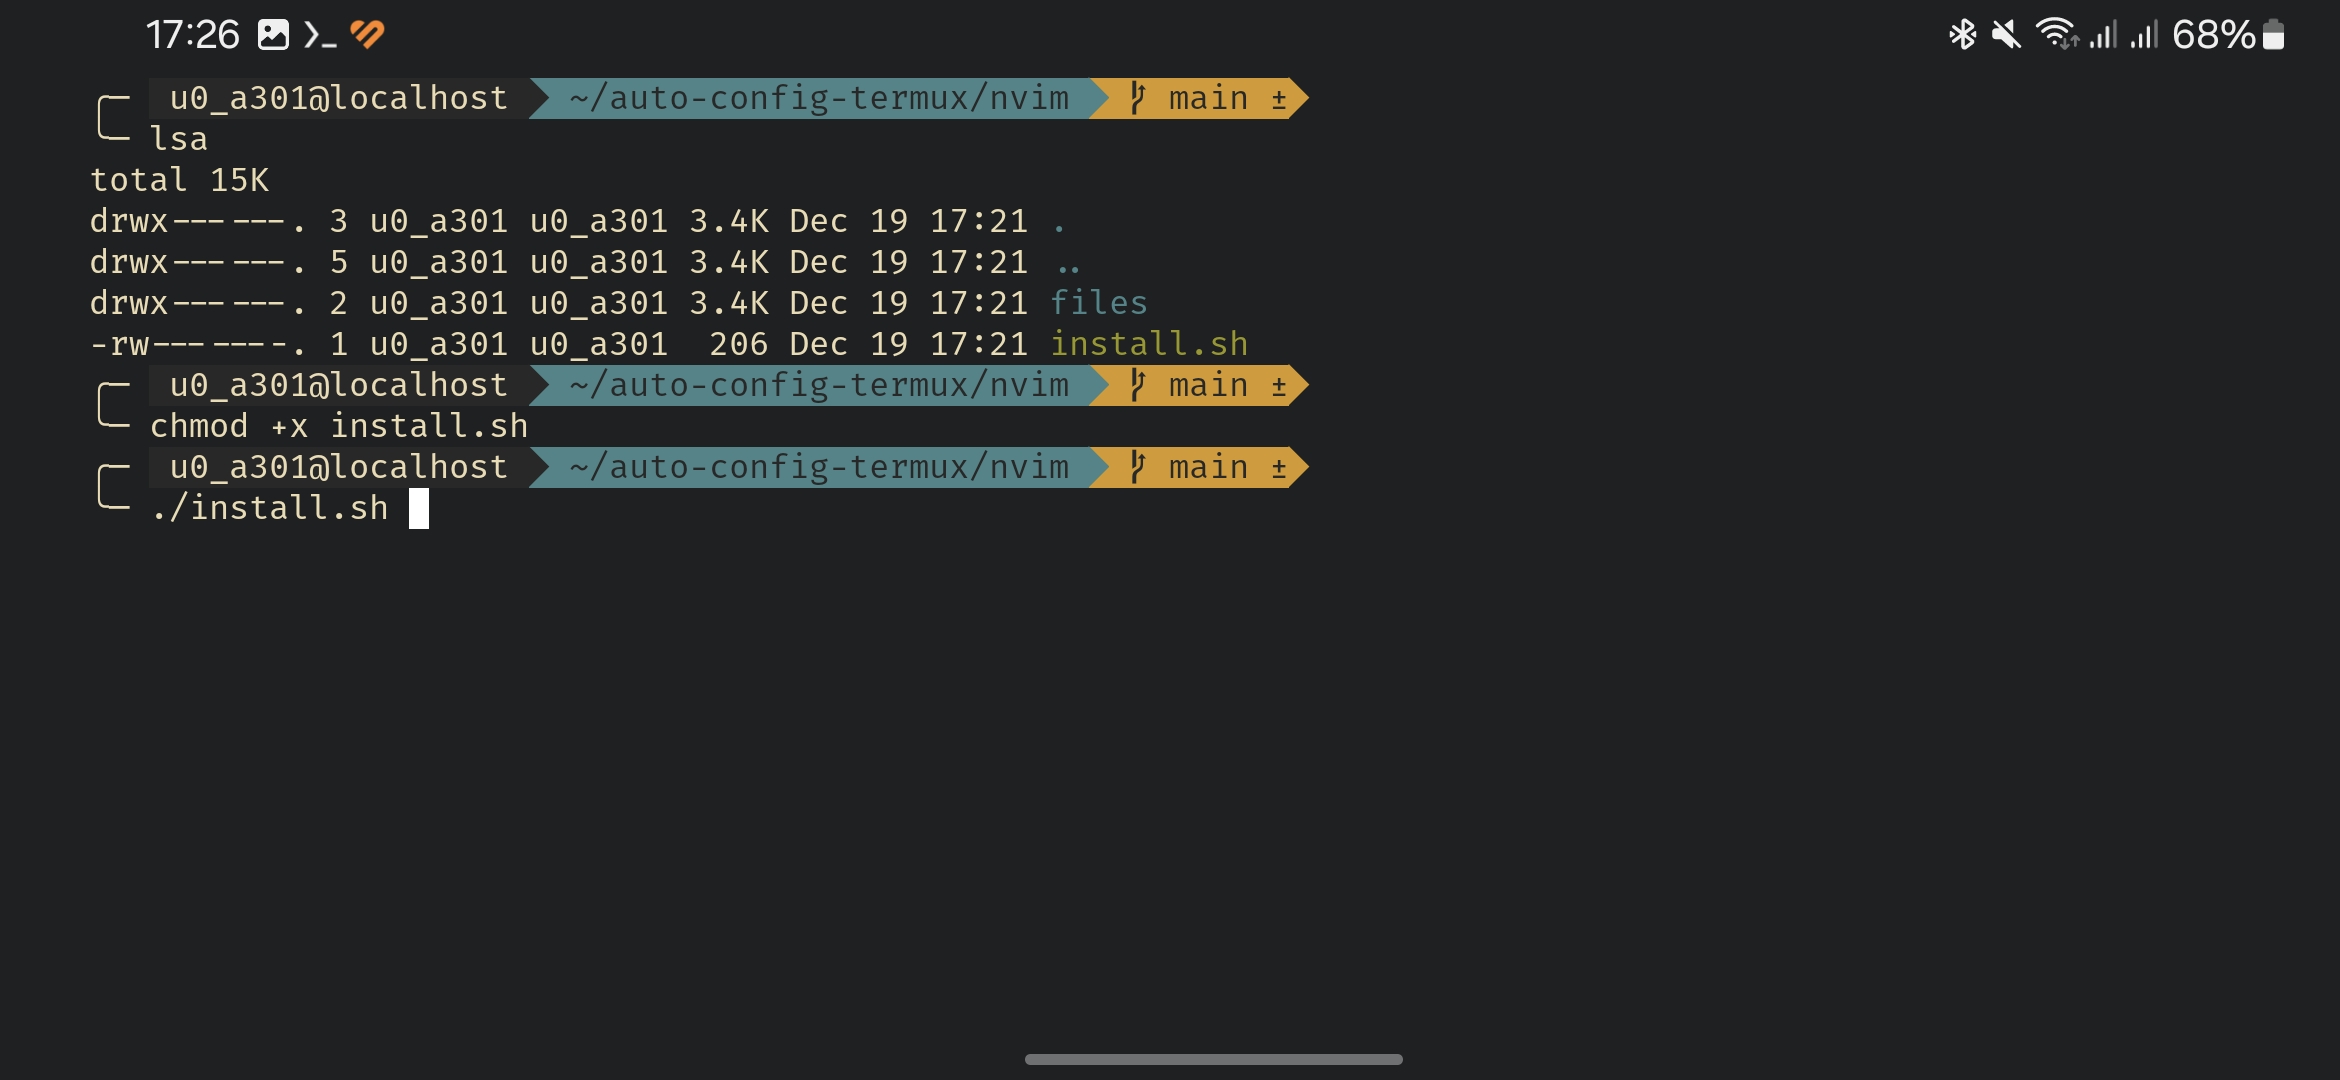 17:26 68%
u0_a301@localhost ~/auto-config-termux/nvim main ±
lsa
total 15K
drwx------. 3 u0_a301 u0_a301 3.4K Dec 19 17:21 .
drwx------. 5 u0_a301 u0_a301 3.4K Dec 19 17:21 ..
drwx------. 2 u0_a301 u0_a301 3.4K Dec 19 17:21 files
-rw-------. 1 u0_a301 u0_a301  206 Dec 19 17:21 install.sh
u0_a301@localhost ~/auto-config-termux/nvim main ±
chmod +x install.sh
u0_a301@localhost ~/auto-config-termux/nvim main ±
./install.sh